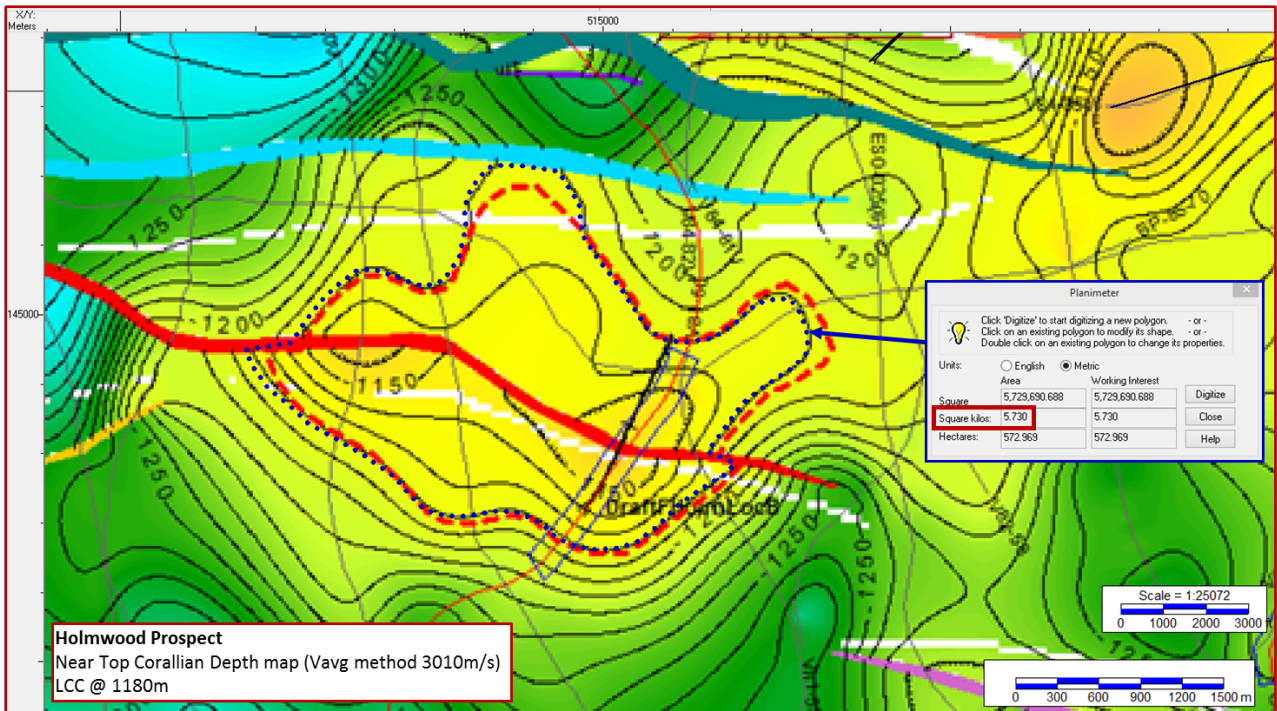 X/Y:
Meters
515000
145000
-1300
-1250
-1200
-1150
-1250
-1200
-1200
-1200
-1250
-1250
-1250
DraftFHolmLocB
Planimeter
Click 'Digitize' to start digitizing a new polygon. - or -
Click on an existing polygon to modify its shape. - or -
Double click on an existing polygon to change its properties.
Units: English Metric
Area Working Interest
Square 5,729,690.688 5,729,690.688 Digitize
Square kilos: 5.730 5.730 Close
Hectares: 572.969 572.969 Help
Scale = 1:25072
0 1000 2000 3000 ft
0 300 600 900 1200 1500 m
Holmwood Prospect
Near Top Corallian Depth map (Vavg method 3010m/s)
LCC @ 1180m